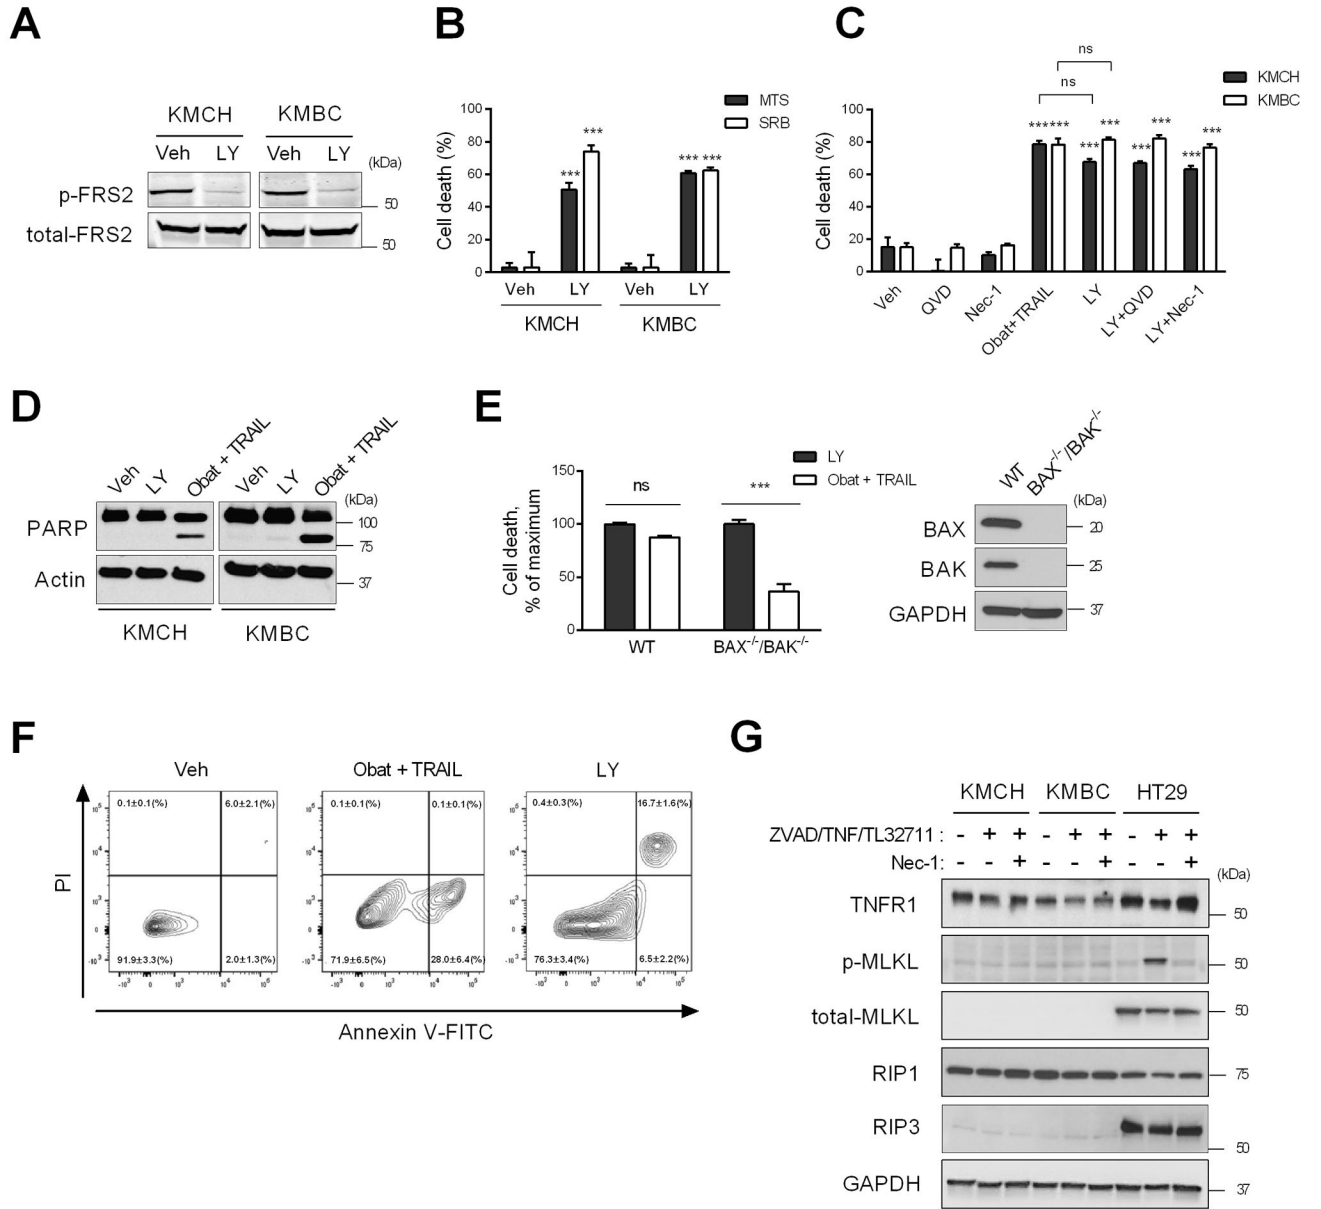 A
KMCH
KMBC
Veh
LY
Veh
LY
(kDa)
p-FRS2
50
total-FRS2
50
B
MTS
SRB
Cell death (%)
100
80
60
40
20
0
***
***
*** ***
Veh
LY
Veh
LY
KMCH
KMBC
C
ns
ns
KMCH
KMBC
Cell death (%)
100
80
60
40
20
0
******
***
***
***
***
***
***
Veh
QVD
Nec-1
Obat+TRAIL
LY
LY+QVD
LY+Nec-1
D
Veh
LY
Obat + TRAIL
Veh
LY
Obat + TRAIL
(kDa)
PARP
100
75
Actin
37
KMCH
KMBC
E
LY
Obat + TRAIL
Cell death,
% of maximum
150
100
50
0
ns
***
WT
BAX-/-/BAK-/-
WT
BAX-/-/BAK-/-
BAX
20
BAK
25
GAPDH
37
F
Veh
Obat + TRAIL
LY
PI
0.1±0.1(%)
6.0±2.1(%)
91.9±3.3(%)
2.0±1.3(%)
0.1±0.1(%)
0.1±0.1(%)
71.9±6.5(%)
28.0±6.4(%)
0.4±0.3(%)
16.7±1.6(%)
76.3±3.4(%)
6.5±2.2(%)
Annexin V-FITC
G
KMCH
KMBC
HT29
ZVAD/TNF/TL32711 : - + + - + + - + +
Nec-1: - - + - - + - - +
(kDa)
TNFR1
50
p-MLKL
50
total-MLKL
50
RIP1
75
RIP3
50
GAPDH
37